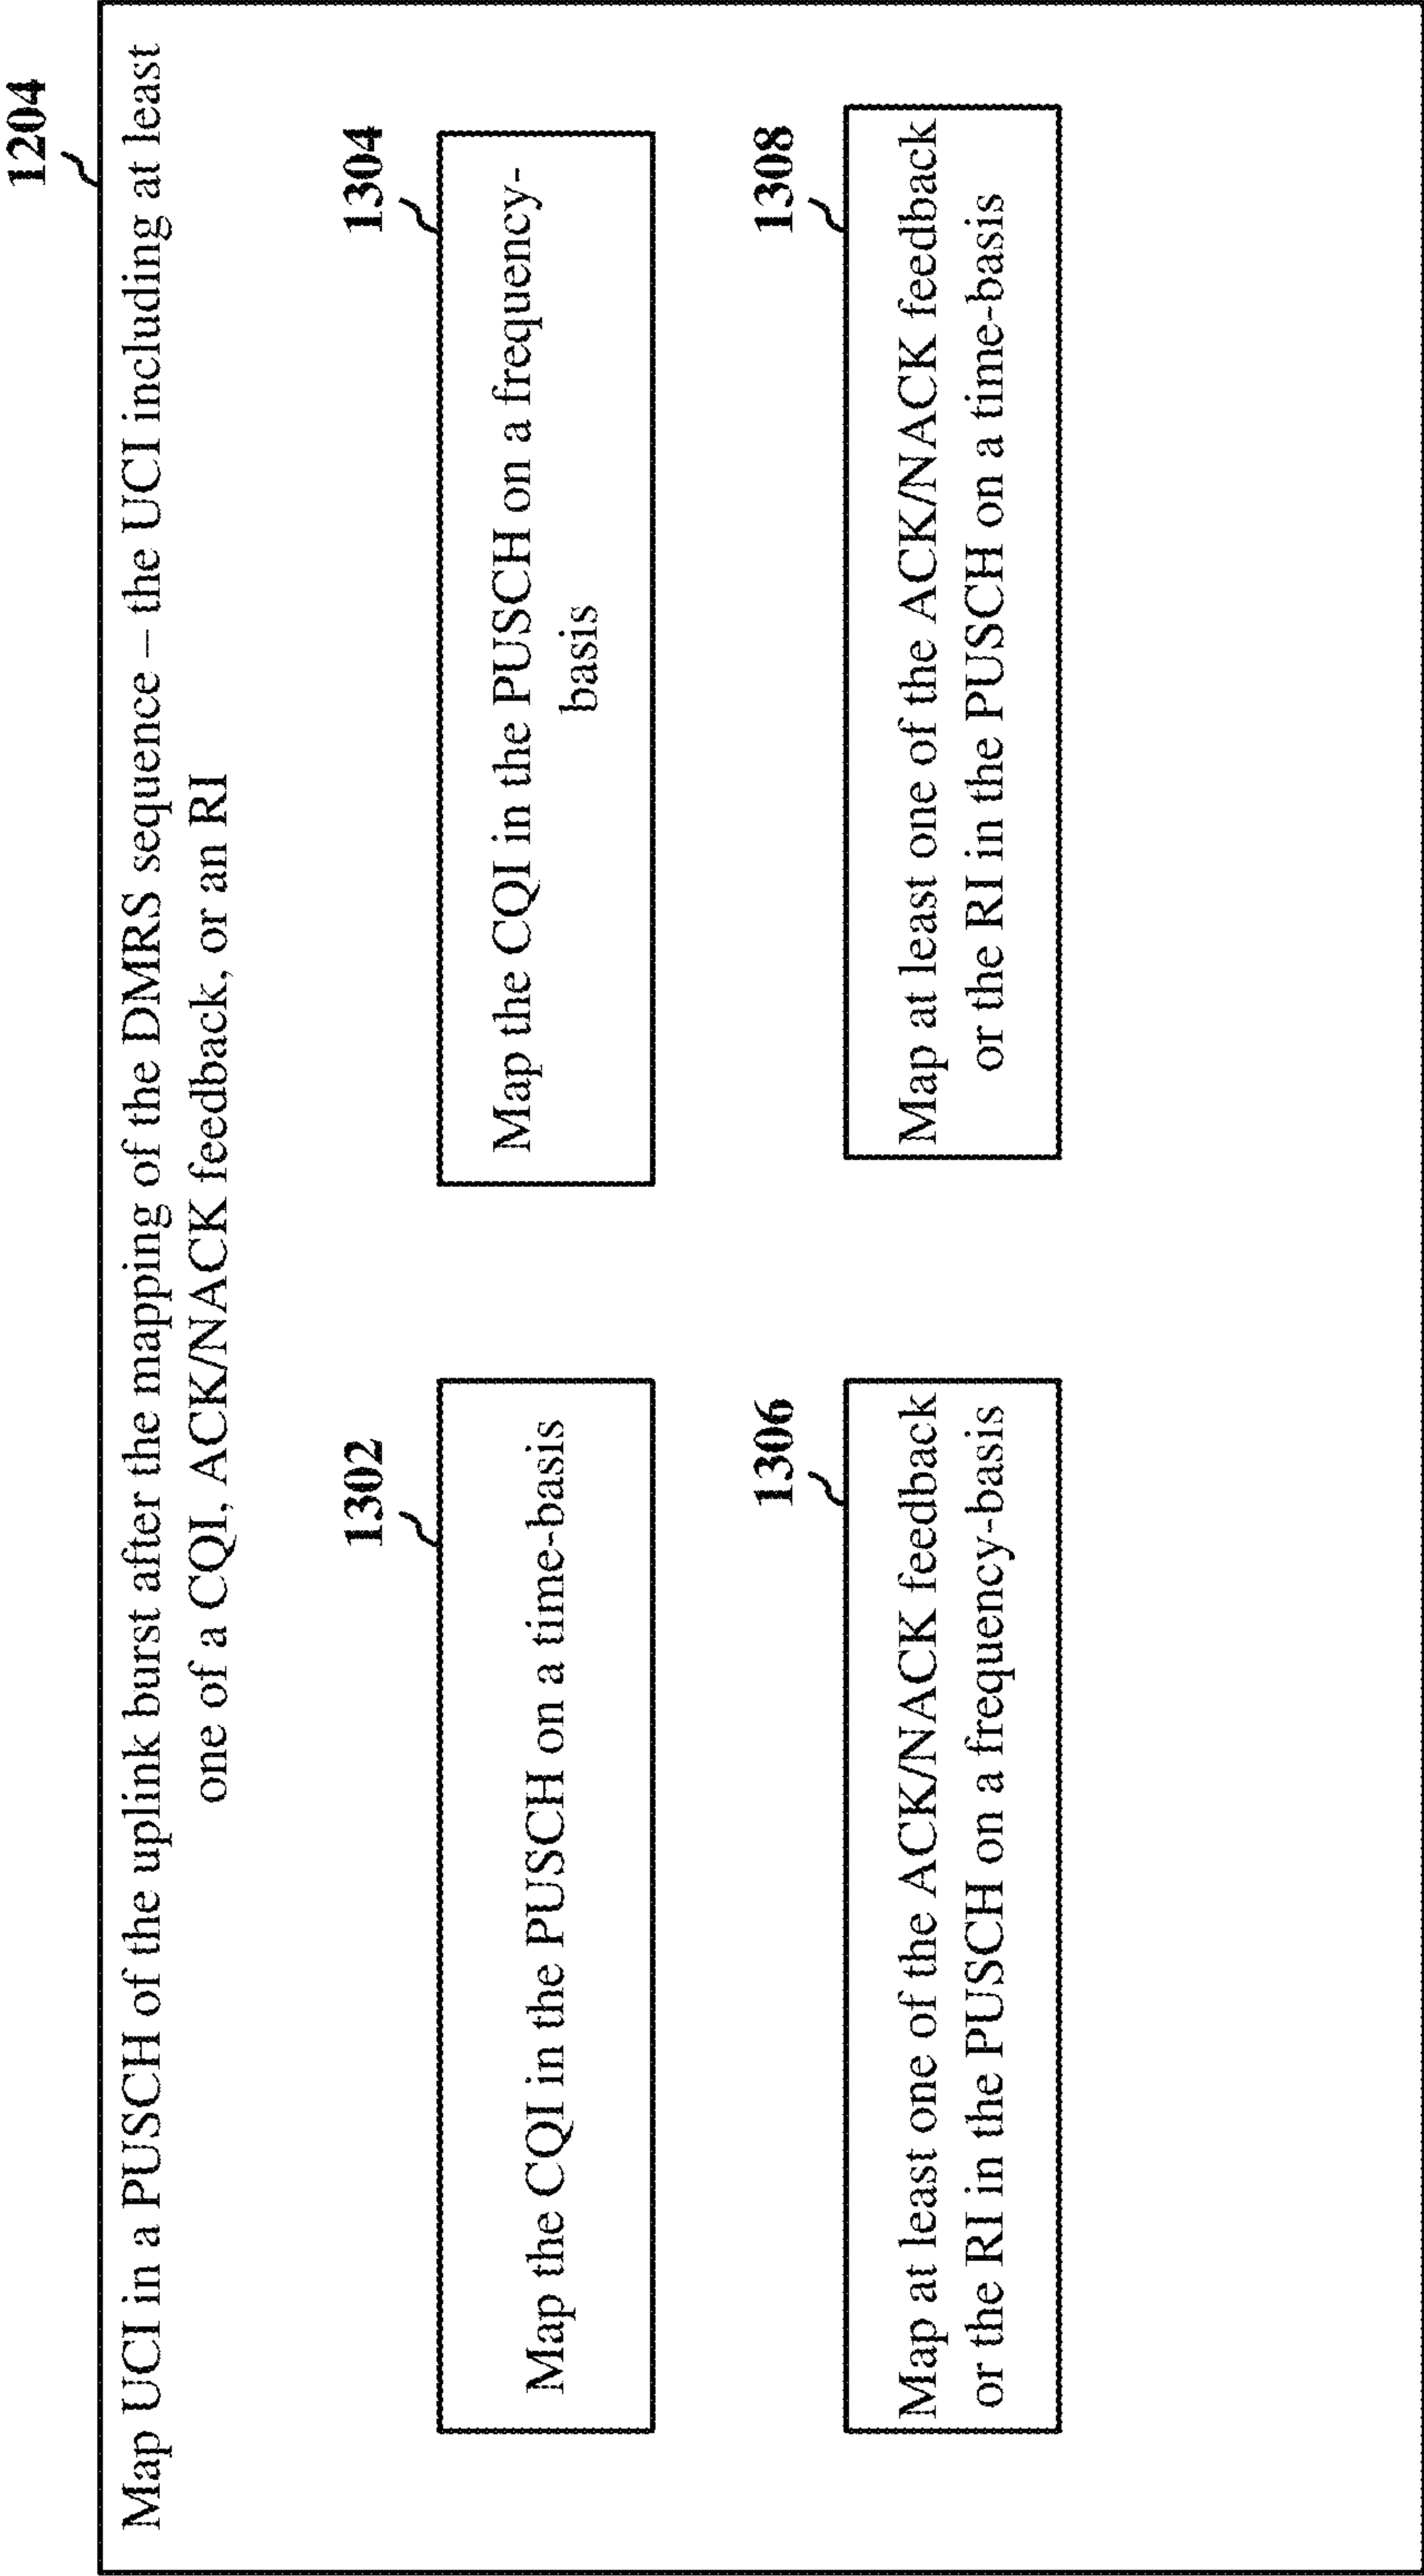 1204
Map UCI in a PUSCH of the uplink burst after the mapping of the DMRS sequence – the UCI including at least
one of a CQI, ACK/NACK feedback, or an RI
1302
Map the CQI in the PUSCH on a time-basis
1304
Map the CQI in the PUSCH on a frequency-
basis
1306
Map at least one of the ACK/NACK feedback
or the RI in the PUSCH on a frequency-basis
1308
Map at least one of the ACK/NACK feedback
or the RI in the PUSCH on a time-basis